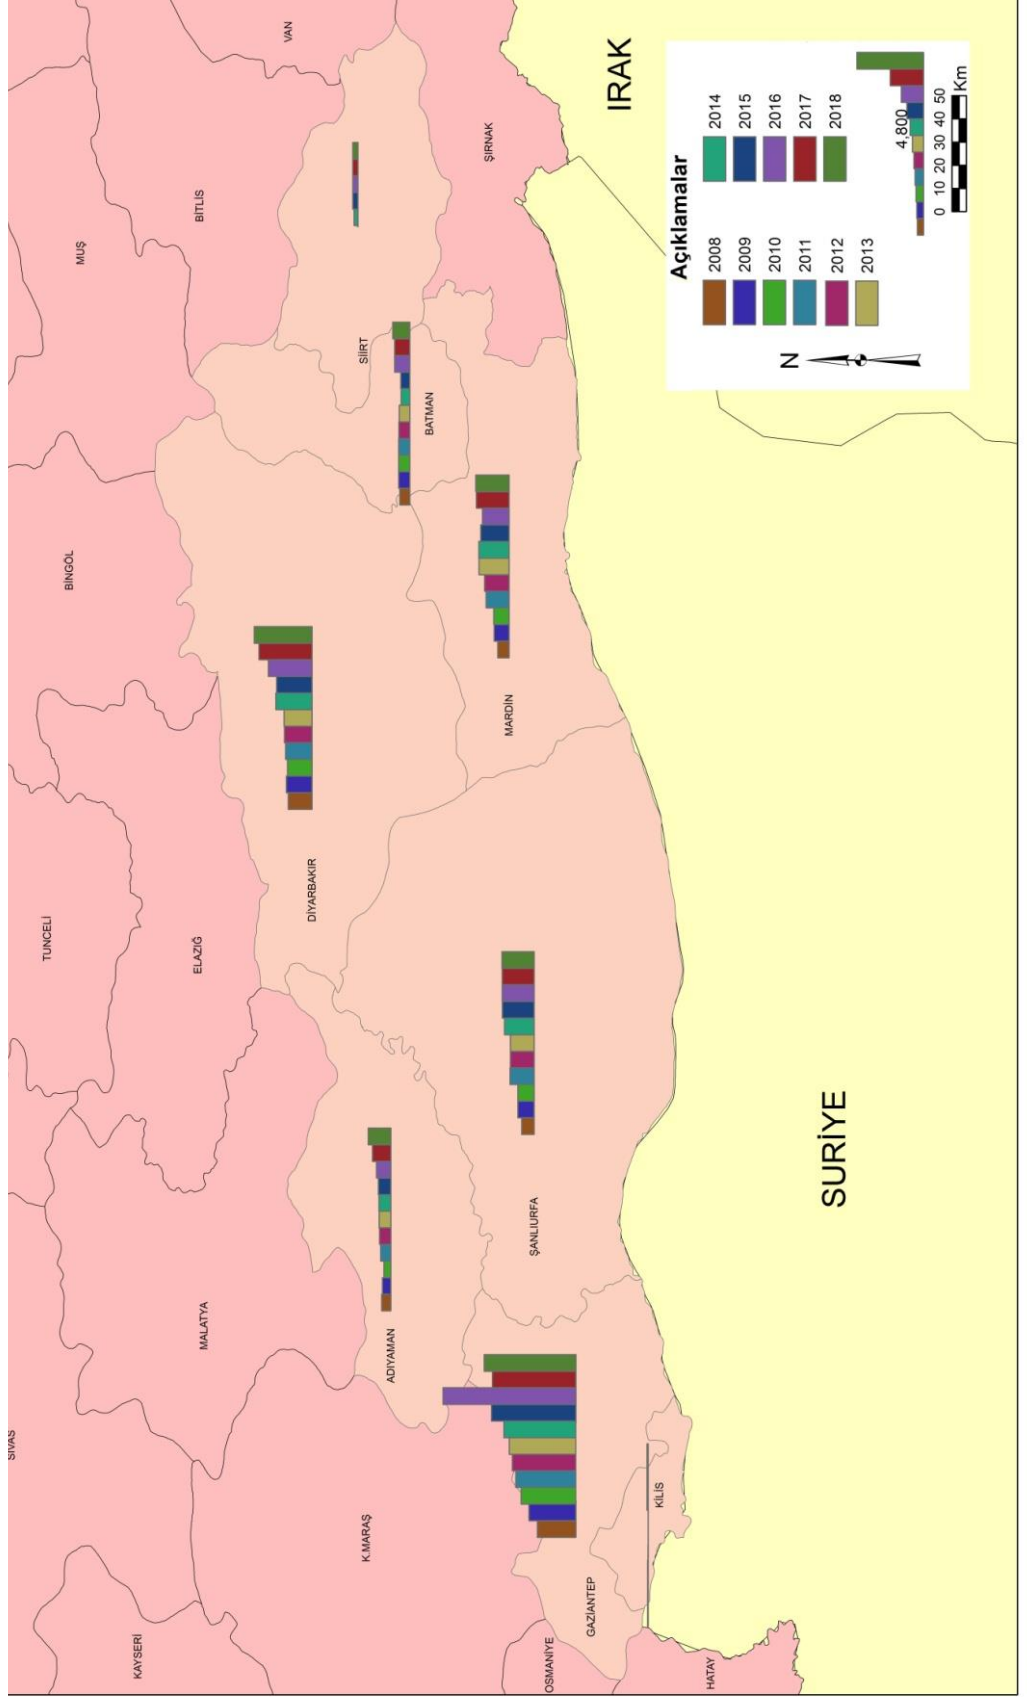 SİVAS
KAYSERİ
MALATYA
TUNCELİ
ELAZIĞ
BİNGÖL
MUŞ
BİTLİS
VAN
K.MARAŞ
ADIYAMAN
DİYARBAKIR
SİİRT
BATMAN
ŞIRNAK
MARDİN
ŞANLIURFA
OSMANİYE
GAZİANTEP
KİLİS
HATAY
SURİYE
IRAK
Açıklamalar
N
2008
2009
2010
2011
2012
2013
2014
2015
2016
2017
2018
4,800
0 10 20 30 40 50
Km